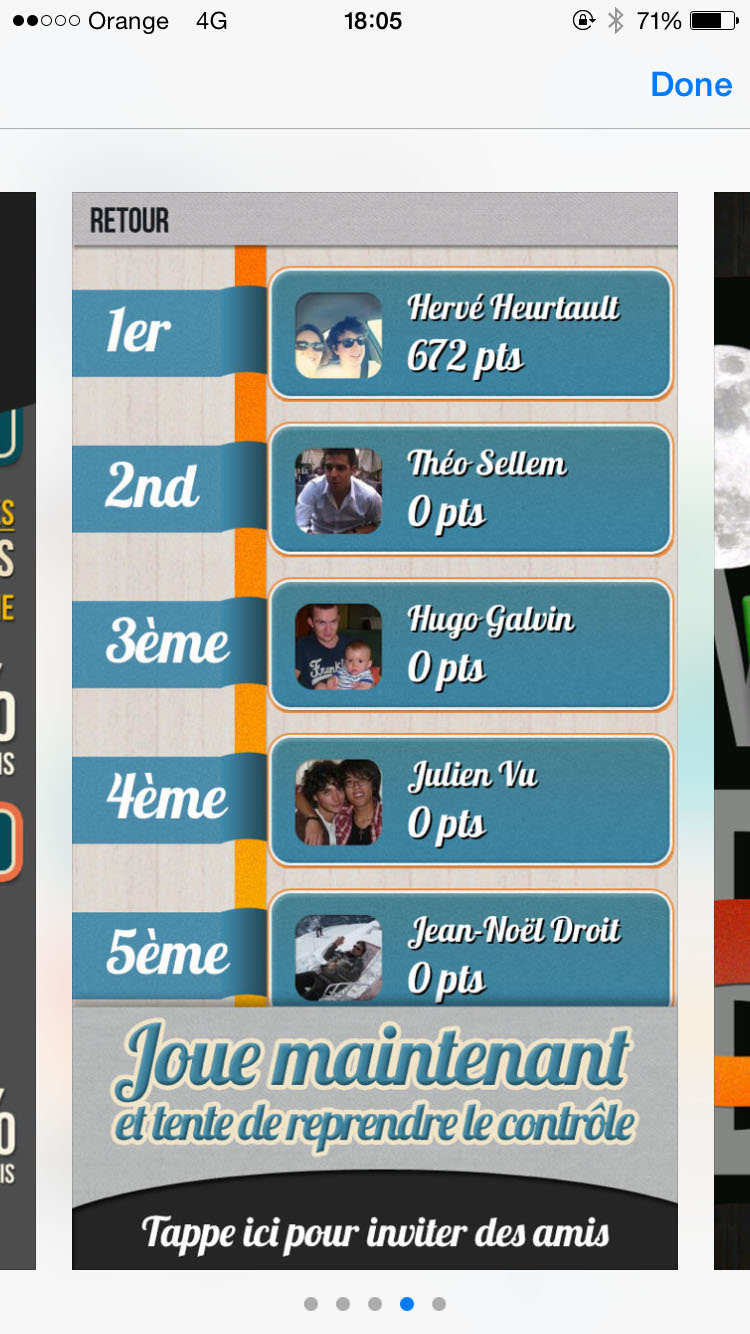 Orange 4G 18:05 71%
Done
RETOUR
1er
Hervé Heurtault
672 pts
2nd
Théo Sellem
0 pts
3ème
Hugo Galvin
0 pts
4ème
Julien Vu
0 pts
5ème
Jean-Noël Droit
0 pts
Joue maintenant
et tente de reprendre le contrôle
Tappe ici pour inviter des amis